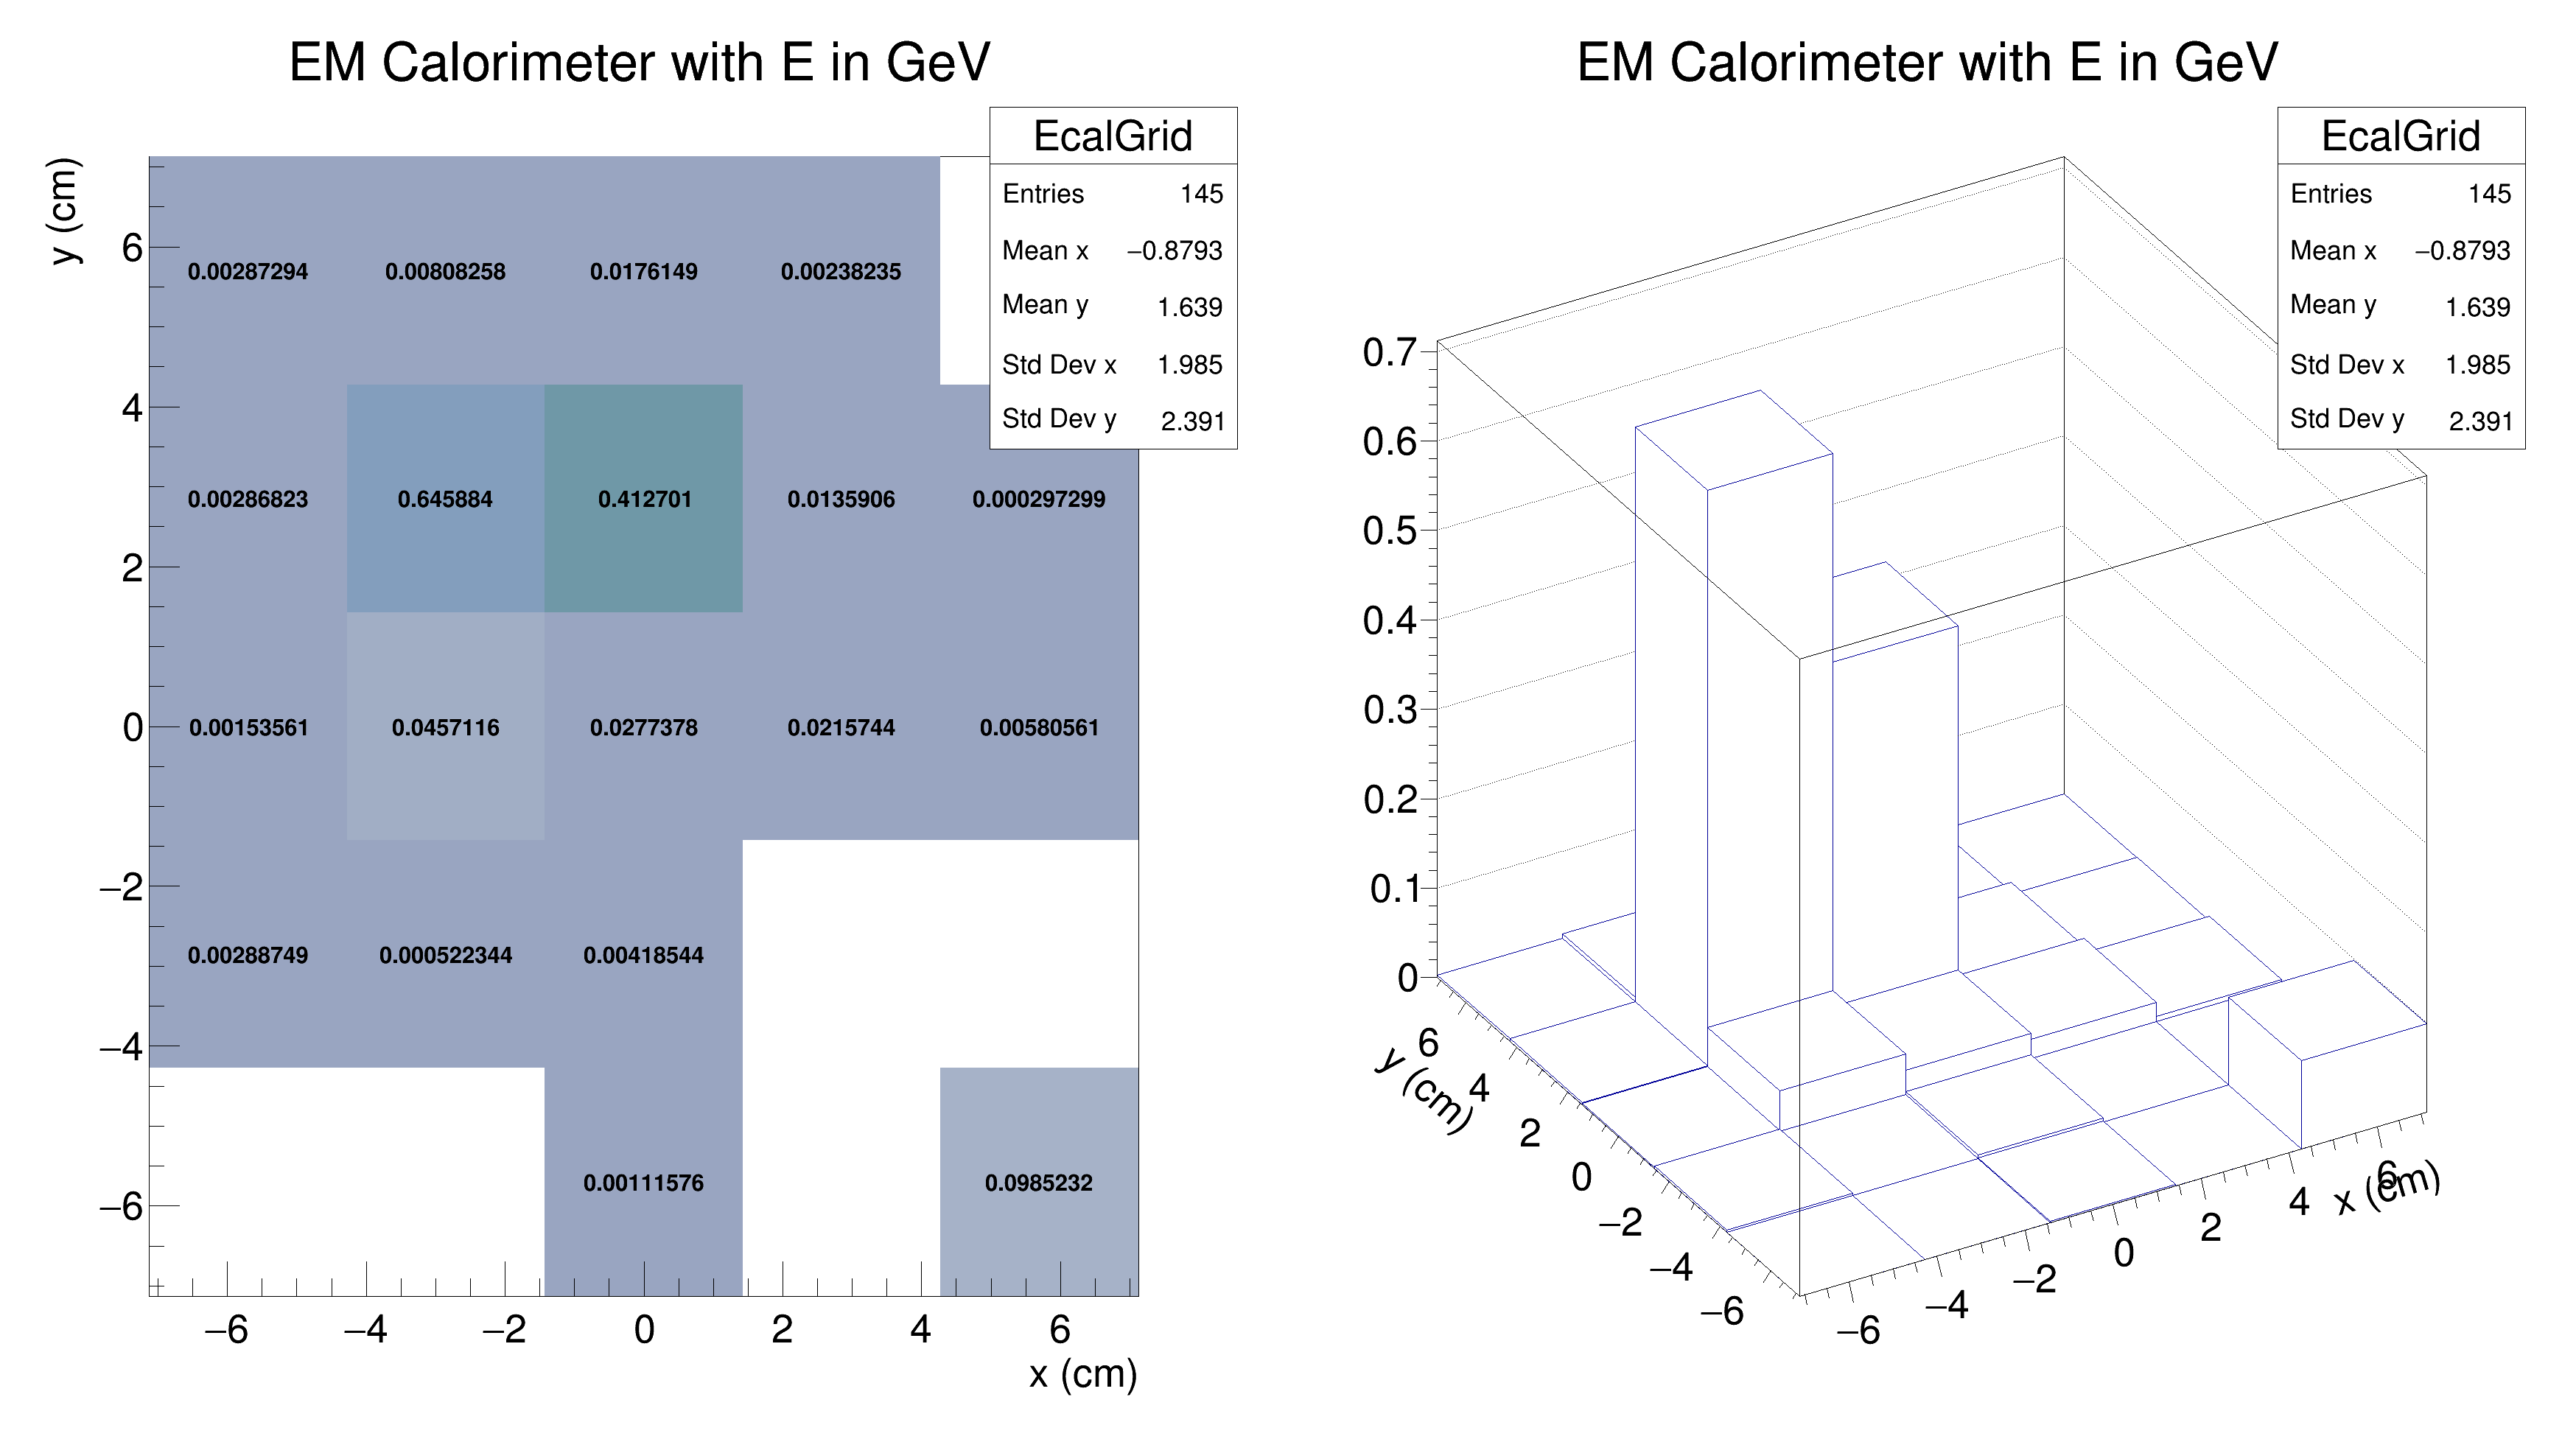 EM Calorimeter with E in GeV
EcalGrid
Entries 145
Mean x −0.8793
Mean y 1.639
Std Dev x 1.985
Std Dev y 2.391
y (cm)
6
4
2
0
−2
−4
−6
0.00287294 0.00808258 0.0176149 0.00238235
0.00286823 0.645884 0.412701 0.0135906 0.000297299
0.00153561 0.0457116 0.0277378 0.0215744 0.00580561
0.00288749 0.000522344 0.00418544
0.00111576 0.0985232
−6 −4 −2 0 2 4 6
x (cm)
EM Calorimeter with E in GeV
EcalGrid
Entries 145
Mean x −0.8793
Mean y 1.639
Std Dev x 1.985
Std Dev y 2.391
0.7
0.6
0.5
0.4
0.3
0.2
0.1
0
6
4
2
0
−2
−4
−6
y (cm)
−6
−4
−2
0
2
4
6
x (cm)